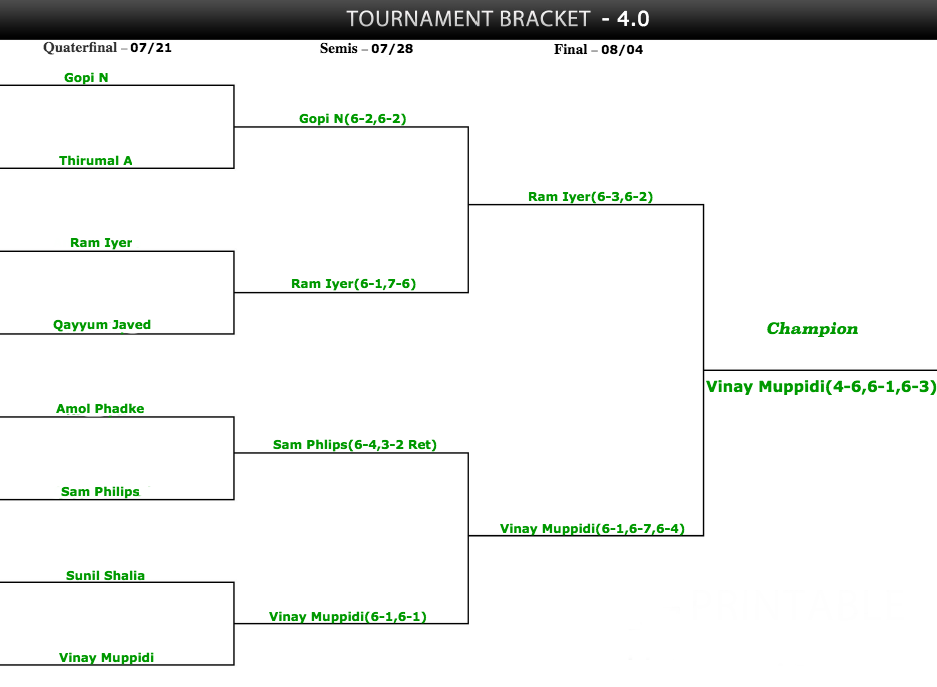 TOURNAMENT BRACKET - 4.0
Quaterfinal – 07/21
Semis – 07/28
Final – 08/04
Gopi N
Gopi N(6-2,6-2)
Thirumal A
Ram Iyer(6-3,6-2)
Ram Iyer
Ram Iyer(6-1,7-6)
Qayyum Javed
Champion
Vinay Muppidi(4-6,6-1,6-3)
Amol Phadke
Sam Phlips(6-4,3-2 Ret)
Sam Philips
Vinay Muppidi(6-1,6-7,6-4)
Sunil Shalia
Vinay Muppidi(6-1,6-1)
Vinay Muppidi